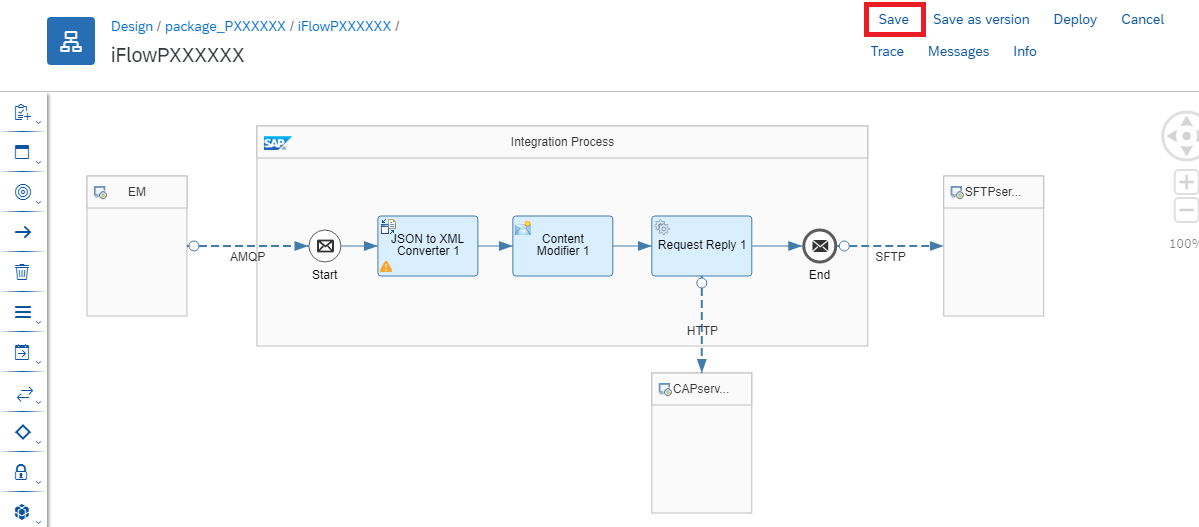 Design / package_PXXXXXX / iFlowPXXXXXX /
iFlowPXXXXXX
Save Save as version Deploy Cancel
Trace Messages Info
SAP
Integration Process
EM
AMQP
Start
JSON to XML
Converter 1
Content
Modifier 1
Request Reply 1
End
SFTP
SFTPser...
HTTP
CAPserv...
100%